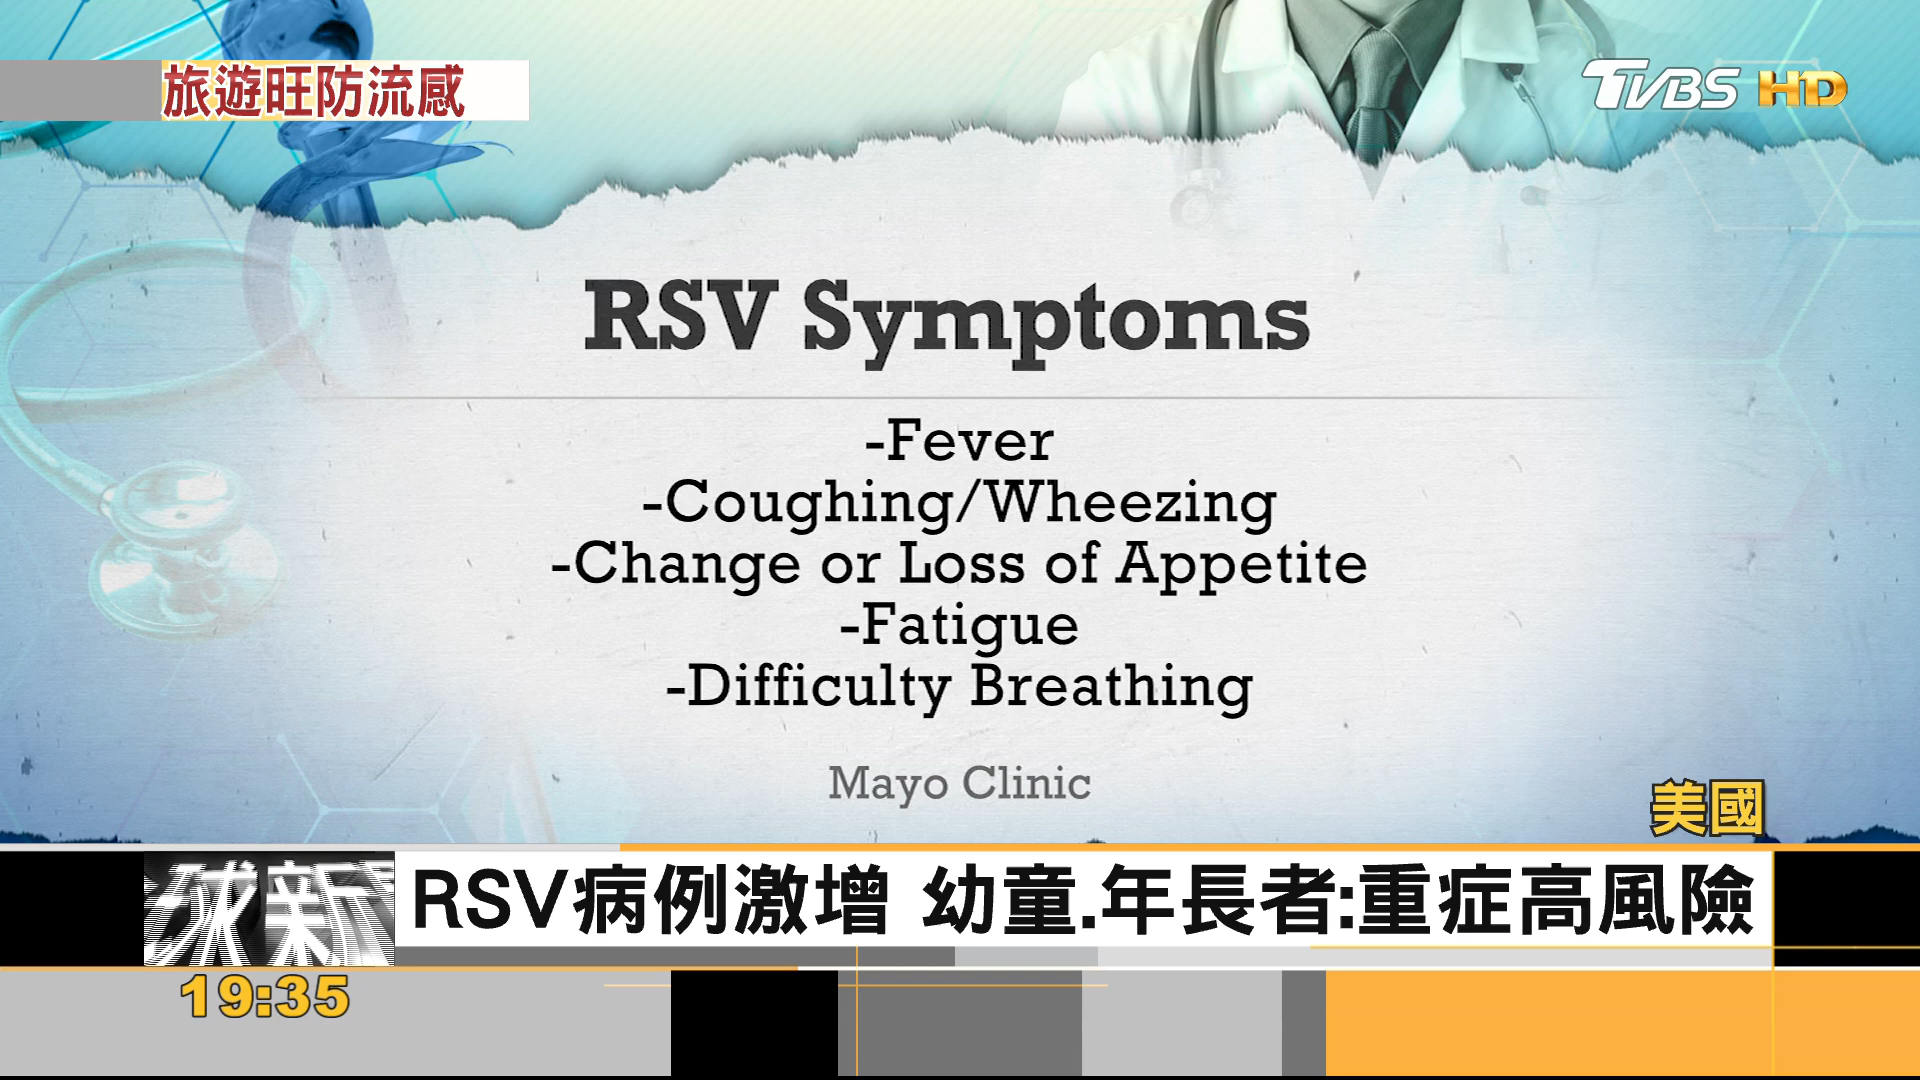 旅遊旺防流感
TVBS HD
RSV Symptoms
-Fever
-Coughing/Wheezing
-Change or Loss of Appetite
-Fatigue
-Difficulty Breathing
Mayo Clinic
美國
球新
RSV病例激增 幼童.年長者:重症高風險
19:35